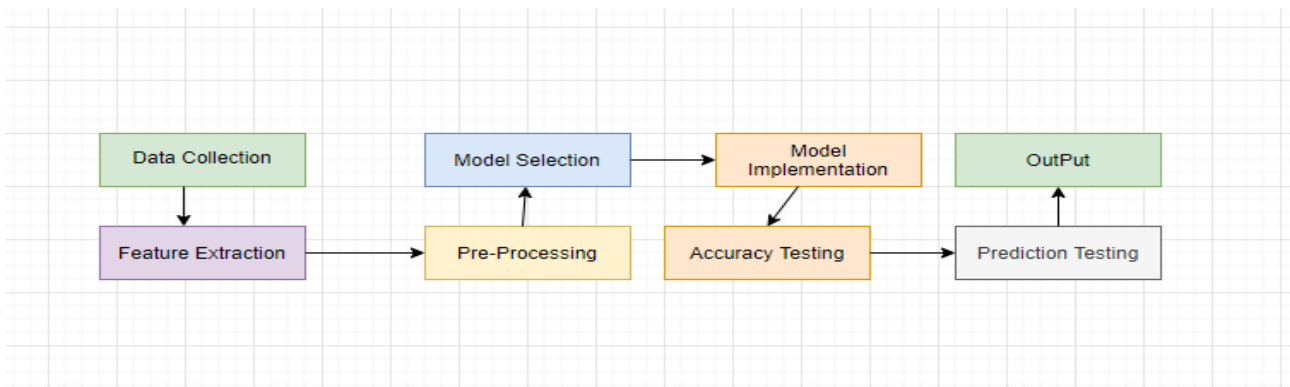 Data Collection
Model Selection
Model
Implementation
OutPut
Feature Extraction
Pre-Processing
Accuracy Testing
Prediction Testing